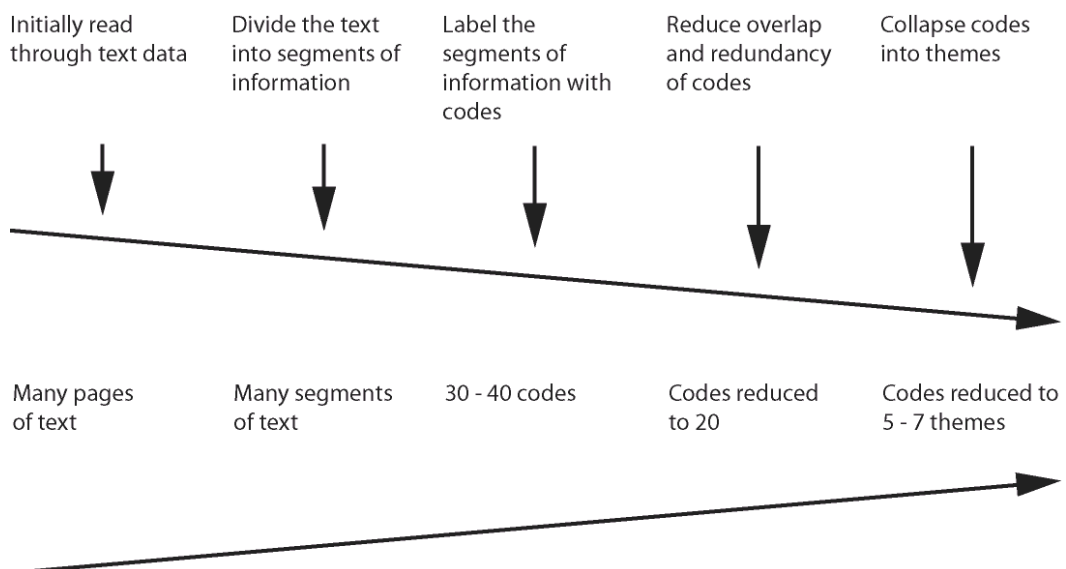 Initially read
through text data
Divide the text
into segments of
information
Label the
segments of
information with
codes
Reduce overlap
and redundancy
of codes
Collapse codes
into themes
Many pages
of text
Many segments
of text
30 - 40 codes
Codes reduced
to 20
Codes reduced to
5 - 7 themes